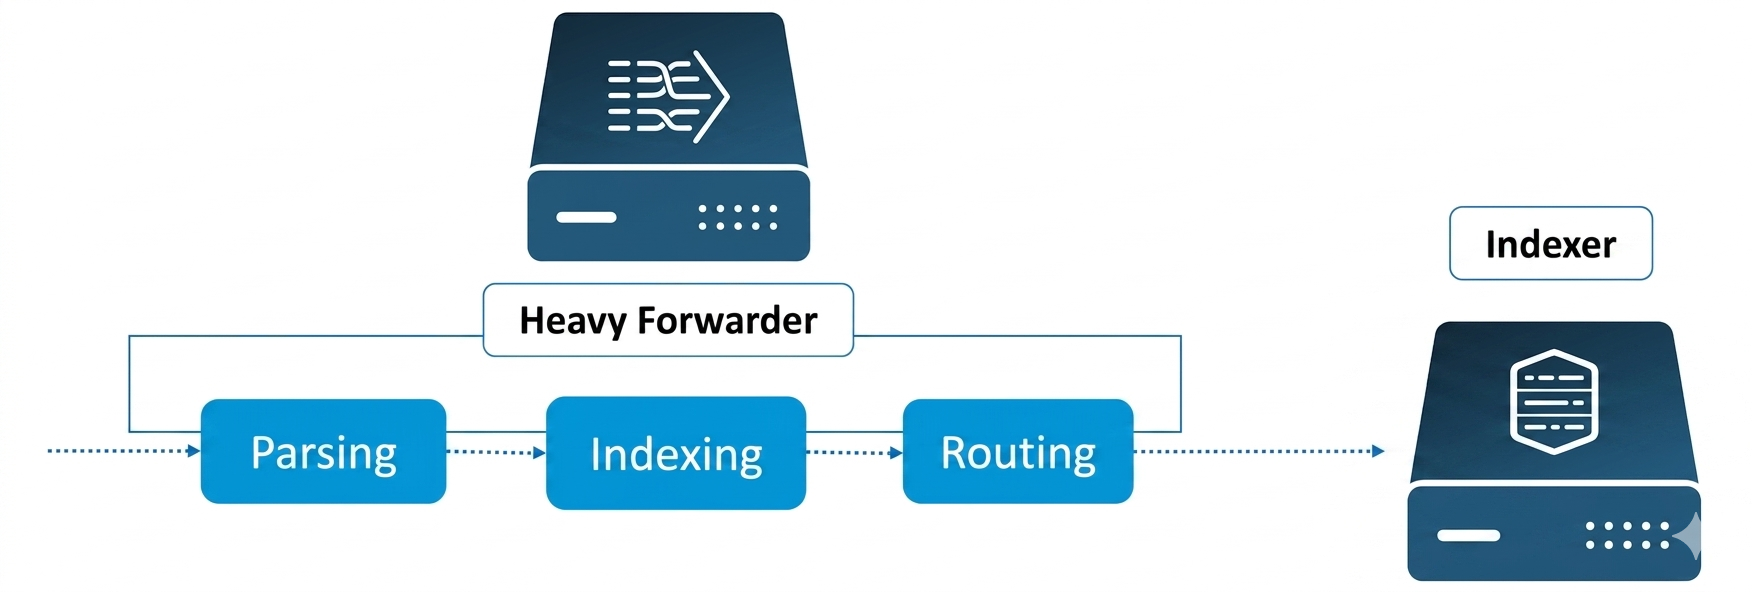 Heavy Forwarder
Indexer
Parsing
Indexing
Routing